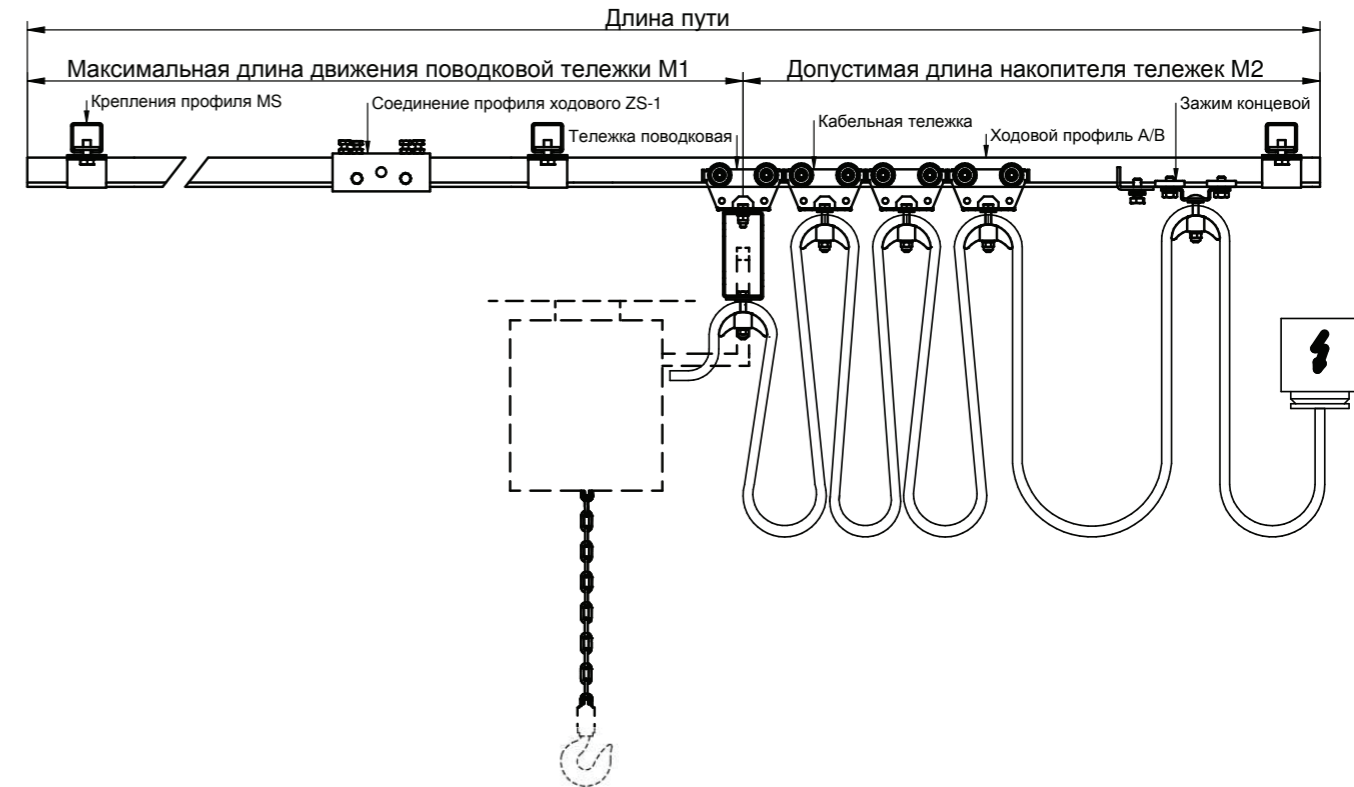 Длина пути
Максимальная длина движения поводковой тележки М1
Допустимая длина накопителя тележек М2
Крепления профиля MS
Соединение профиля ходового ZS-1
Тележка поводковая
Кабельная тележка
Ходовой профиль А/В
Зажим концевой